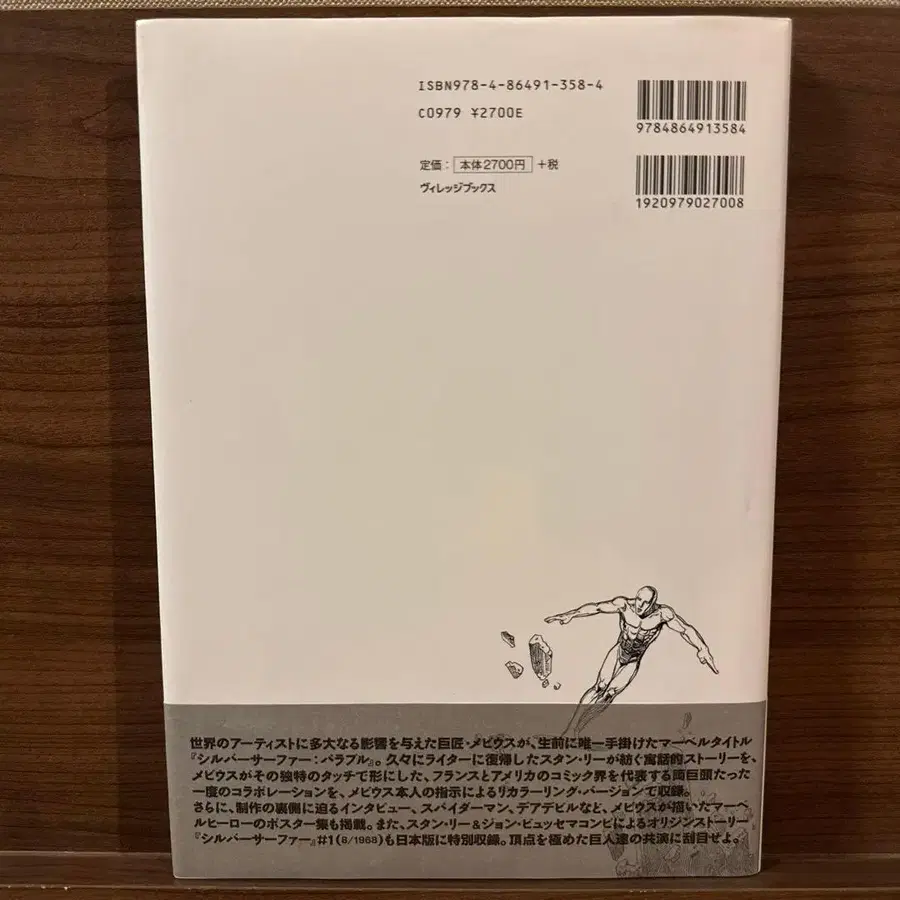 ISBN978-4-86491-358-4
C0979 ¥2700E
9784864913584
定価：本体2700円 +税
ヴィレッジブックス
1920979027008
世界のアーティストに多大なる影響を与えた巨匠・メビウスが、生前に唯一手掛けたマーベルタイトル
『シルバーサーファー：パラブル』。久々にライターに復帰したスタン・リーが紡ぐ寓話的ストーリーを、
メビウスがその独特のタッチで形にした、フランスとアメリカのコミック界を代表する両巨頭たった
一度のコラボレーションを、メビウス本人の指示によるリカラーリング・バージョンで収録。
さらに、制作の裏側に迫るインタビュー、スパイダーマン、デアデビルなど、メビウスが描いたマーベ
ルヒーローのポスター集も掲載。また、スタン・リー＆ジョン・ビュッセマコンビによるオリジンストーリー
『シルバーサーファー』#1(8/1968)も日本版に特別収録。頂点を極めた巨人達の共演に刮目せよ。